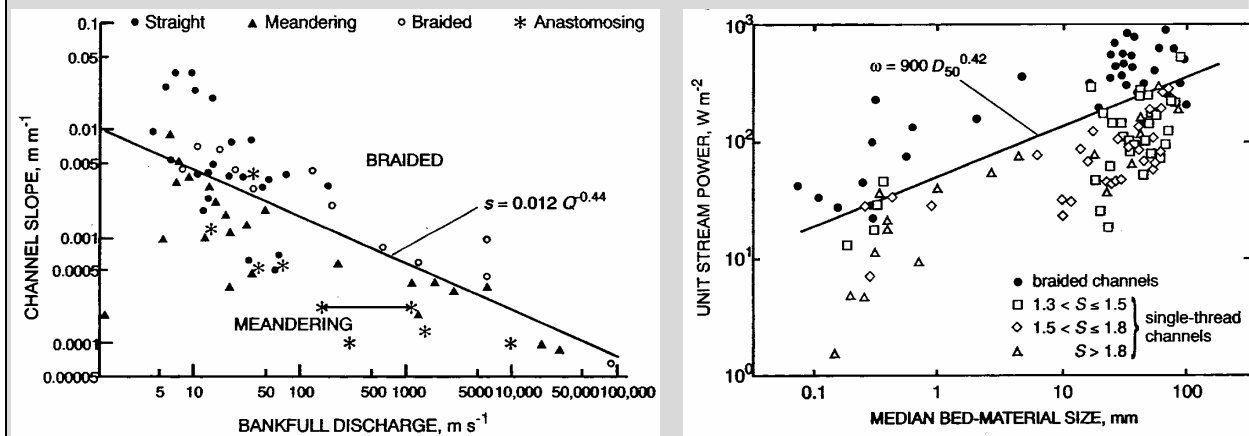 Straight Meandering Braided Anastomosing
CHANNEL SLOPE, m m⁻¹
0.1
0.05
0.01
0.005
0.001
0.0005
0.0001
0.00005
BRAIDED
s = 0.012 Q⁻⁰·⁴⁴
MEANDERING
5 10 50 100 500 1000 5000 10,000 50,000 100,000
BANKFULL DISCHARGE, m s⁻¹
UNIT STREAM POWER, W m⁻²
10³
10²
10¹
10⁰
ω = 900 D₅₀⁰·⁴²
braided channels
1.3 < S ≤ 1.5
1.5 < S ≤ 1.8
S > 1.8
single-thread
channels
0.1 1 10 100
MEDIAN BED-MATERIAL SIZE, mm